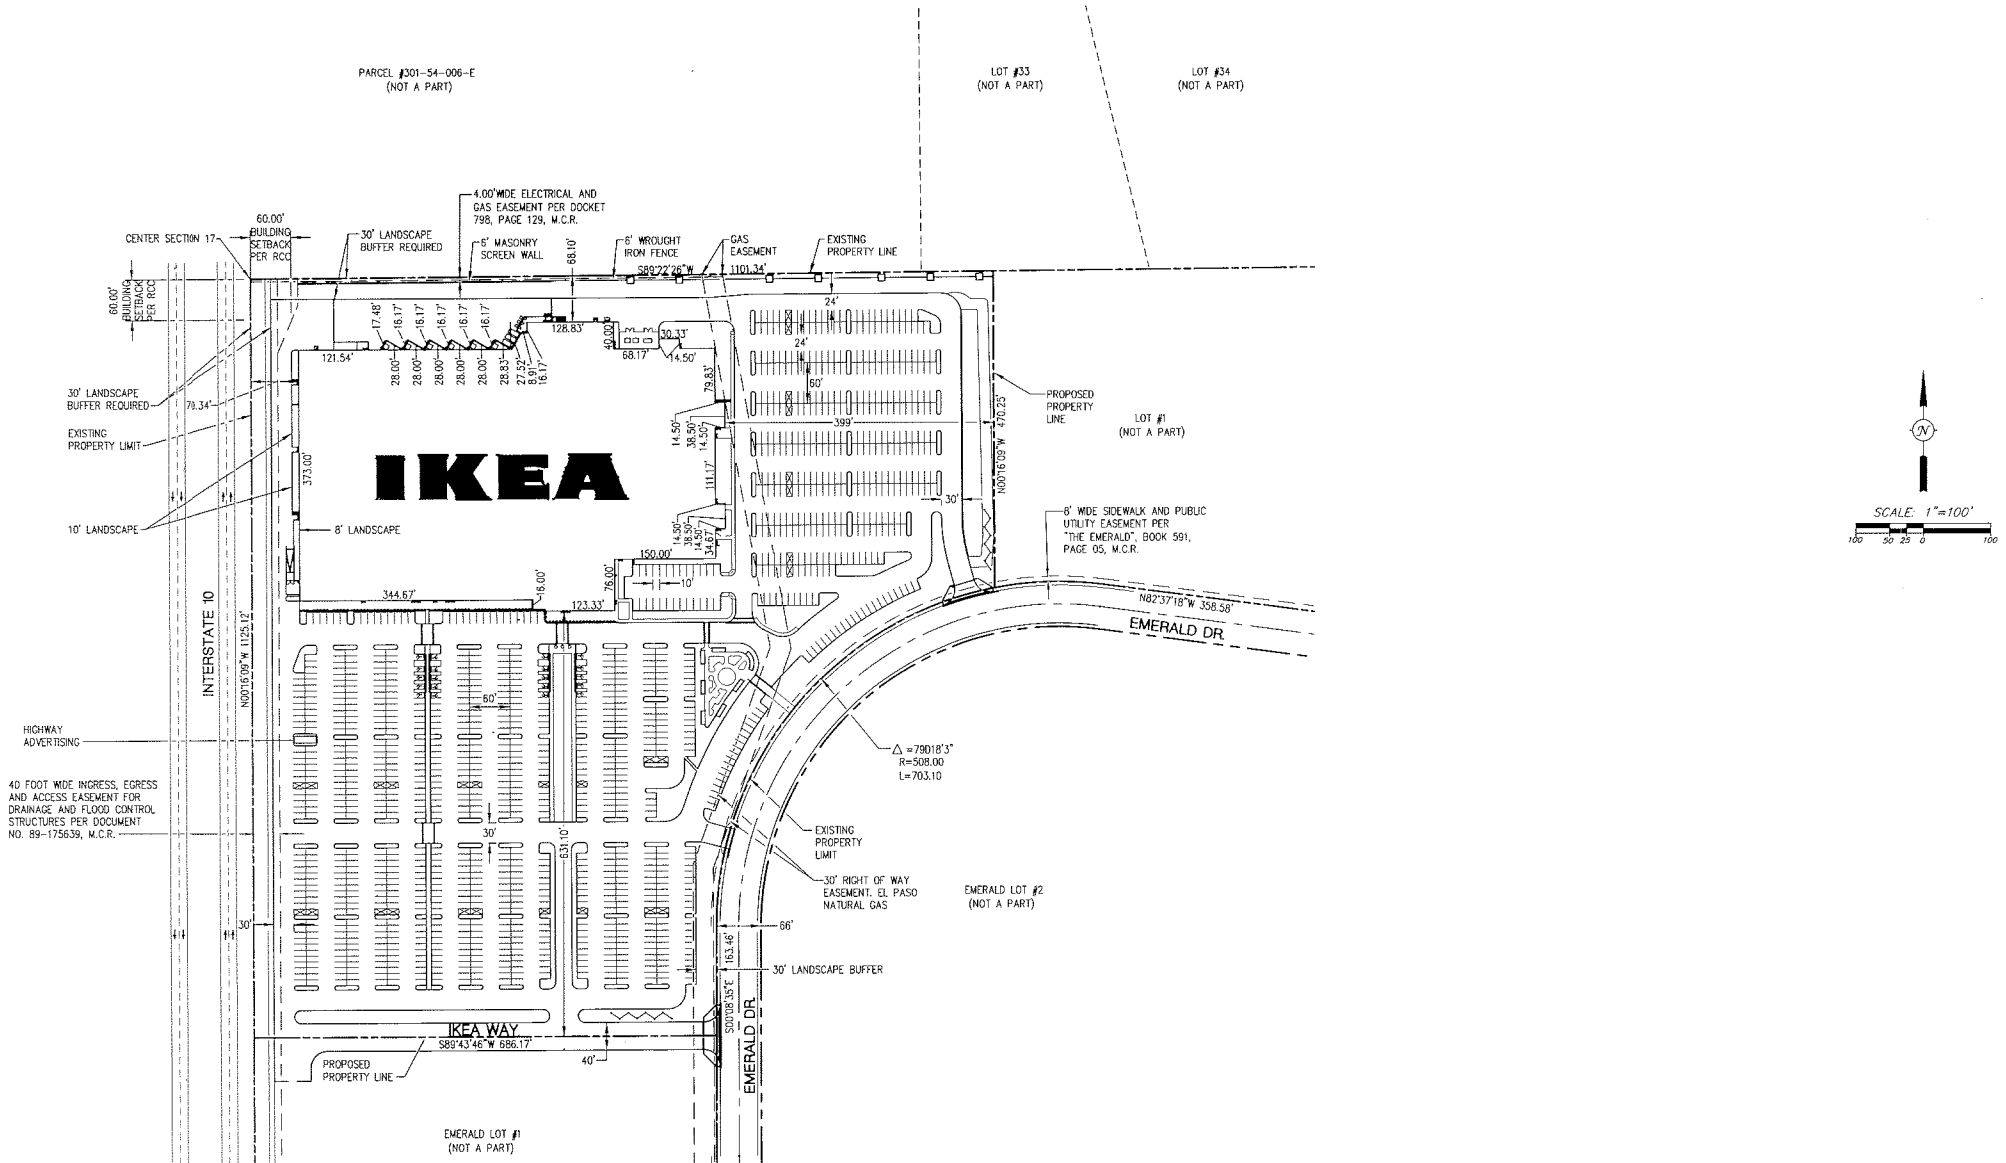 PARCEL #301-54-006-E
(NOT A PART)
LOT #33
(NOT A PART)
LOT #34
(NOT A PART)
4.00'WIDE ELECTRICAL AND
GAS EASEMENT PER DOCKET
798, PAGE 129, M.C.R.
60.00'
BUILDING
SETBACK
PER RCC
CENTER SECTION 17
30' LANDSCAPE
BUFFER REQUIRED
6' MASONRY
SCREEN WALL
68.10'
6' WROUGHT
IRON FENCE
GAS
EASEMENT
EXISTING
PROPERTY LINE
S89°22'26"W
1101.34'
60.00'
BUILDING
SETBACK
PER RCC
17.48'
16.17'
16.17'
16.17'
16.17'
16.17'
128.83'
40.00'
30.33'
68.17'
14.50'
24'
24'
60'
121.54'
28.00'
28.00'
28.00'
28.00'
28.00'
28.83'
27.52'
8.91'
16.17'
79.83'
30' LANDSCAPE
BUFFER REQUIRED
70.34'
EXISTING
PROPERTY LIMIT
14.50'
38.50'
14.50'
399'
N00°16'09"W 470.25'
PROPOSED
PROPERTY
LINE
LOT #1
(NOT A PART)
N
373.00'
IKEA
111.17'
30'
10' LANDSCAPE
8' LANDSCAPE
14.50'
38.50'
14.50'
34.67'
8' WIDE SIDEWALK AND PUBLIC
UTILITY EASEMENT PER
"THE EMERALD", BOOK 591,
PAGE 05, M.C.R.
SCALE: 1"=100'
100 50 25 0 100
150.00'
76.00'
10'
344.67'
16.00'
123.33'
N82°37'18"W 358.58'
EMERALD DR.
INTERSTATE 10
N00°16'09"W 1125.12'
60'
HIGHWAY
ADVERTISING
Δ =79D18'3"
R=508.00
L=703.10
40 FOOT WIDE INGRESS, EGRESS
AND ACCESS EASEMENT FOR
DRAINAGE AND FLOOD CONTROL
STRUCTURES PER DOCUMENT
NO. 89-175639, M.C.R.
30'
631.10'
EXISTING
PROPERTY
LIMIT
30' RIGHT OF WAY
EASEMENT. EL PASO
NATURAL GAS
EMERALD LOT #2
(NOT A PART)
30'
66'
30' LANDSCAPE BUFFER
S00°08'35"E 163.46'
EMERALD DR.
IKEA WAY
S89°43'46"W 686.17'
40'
PROPOSED
PROPERTY LINE
EMERALD LOT #1
(NOT A PART)